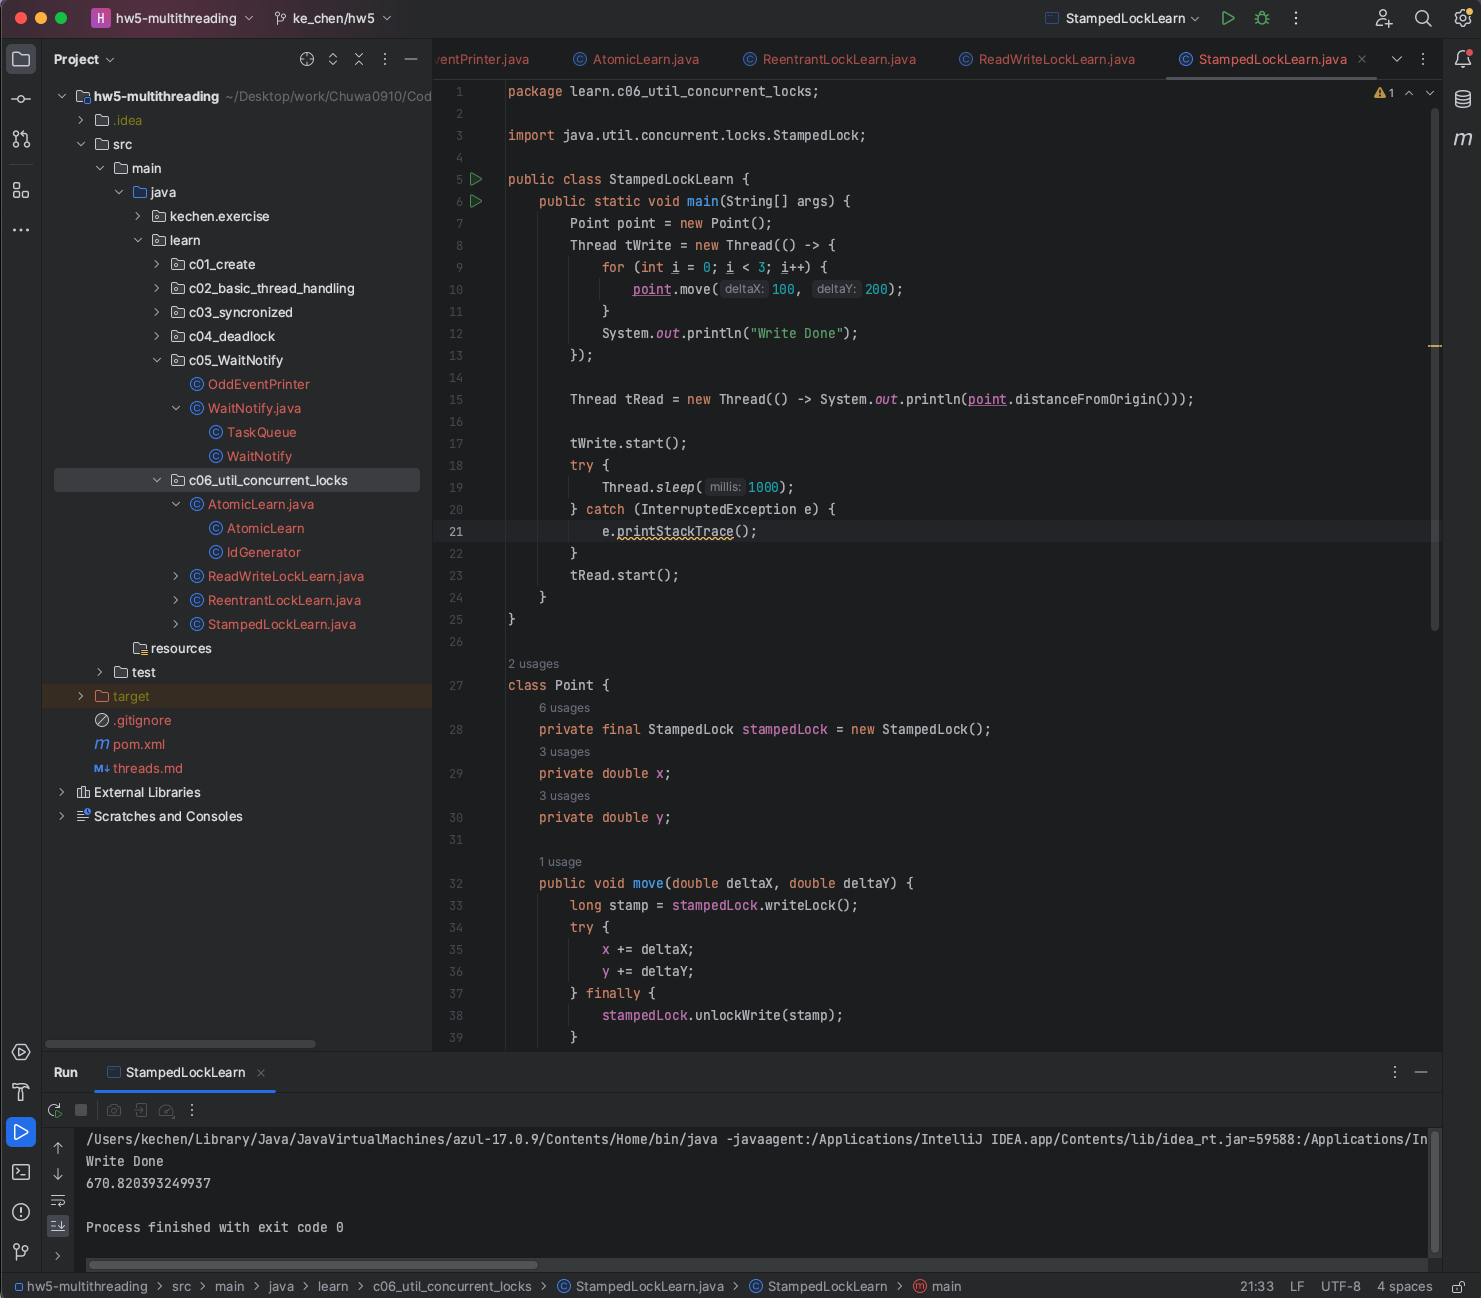 H hw5-multithreading ke_chen/hw5 StampedLockLearn
Project
hw5-multithreading ~/Desktop/work/Chuwa0910/Cod
.idea
src
main
java
kechen.exercise
learn
c01_create
c02_basic_thread_handling
c03_syncronized
c04_deadlock
c05_WaitNotify
OddEventPrinter
WaitNotify.java
TaskQueue
WaitNotify
c06_util_concurrent_locks
AtomicLearn.java
AtomicLearn
IdGenerator
ReadWriteLockLearn.java
ReentrantLockLearn.java
StampedLockLearn.java
resources
test
target
.gitignore
m pom.xml
M↓ threads.md
External Libraries
Scratches and Consoles
ventPrinter.java AtomicLearn.java ReentrantLockLearn.java ReadWriteLockLearn.java StampedLockLearn.java
1 package learn.c06_util_concurrent_locks; 1
2
3 import java.util.concurrent.locks.StampedLock;
4
5 public class StampedLockLearn {
6 public static void main(String[] args) {
7 Point point = new Point();
8 Thread tWrite = new Thread(() -> {
9 for (int i = 0; i < 3; i++) {
10 point.move( deltaX: 100, deltaY: 200);
11 }
12 System.out.println("Write Done");
13 });
14
15 Thread tRead = new Thread(() -> System.out.println(point.distanceFromOrigin()));
16
17 tWrite.start();
18 try {
19 Thread.sleep( millis: 1000);
20 } catch (InterruptedException e) {
21 e.printStackTrace();
22 }
23 tRead.start();
24 }
25 }
26
2 usages
27 class Point {
6 usages
28 private final StampedLock stampedLock = new StampedLock();
3 usages
29 private double x;
3 usages
30 private double y;
31
1 usage
32 public void move(double deltaX, double deltaY) {
33 long stamp = stampedLock.writeLock();
34 try {
35 x += deltaX;
36 y += deltaY;
37 } finally {
38 stampedLock.unlockWrite(stamp);
39 }
m
Run StampedLockLearn
/Users/kechen/Library/Java/JavaVirtualMachines/azul-17.0.9/Contents/Home/bin/java -javaagent:/Applications/IntelliJ IDEA.app/Contents/lib/idea_rt.jar=59588:/Applications/In
Write Done
670.820393249937
Process finished with exit code 0
hw5-multithreading > src > main > java > learn > c06_util_concurrent_locks > StampedLockLearn.java > StampedLockLearn > main 21:33 LF UTF-8 4 spaces